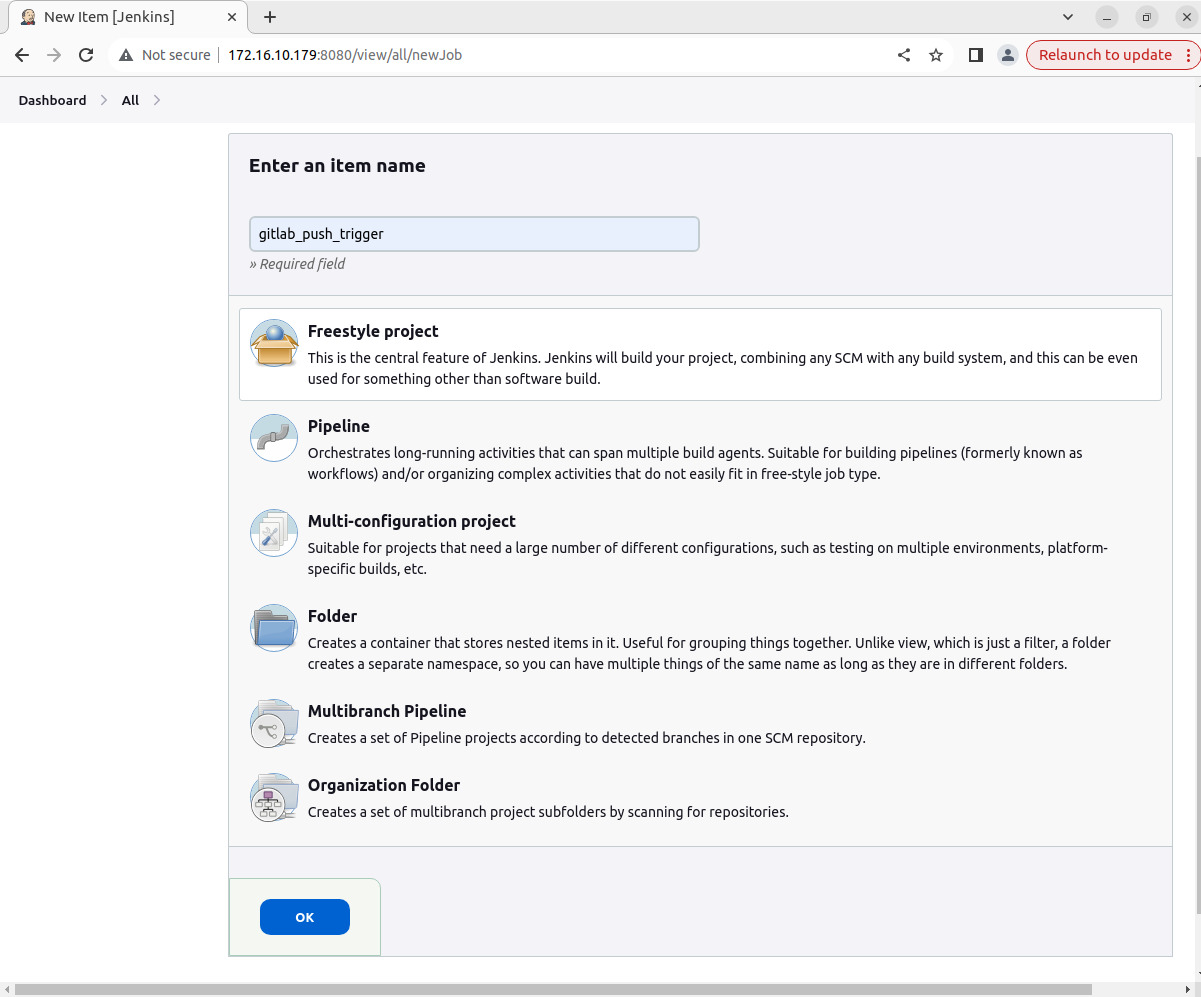 New Item [Jenkins]
Not secure
172.16.10.179:8080/view/all/newJob
Relaunch to update
Dashboard
All
Enter an item name
gitlab_push_trigger
» Required field
Freestyle project
This is the central feature of Jenkins. Jenkins will build your project, combining any SCM with any build system, and this can be even
used for something other than software build.
Pipeline
Orchestrates long-running activities that can span multiple build agents. Suitable for building pipelines (formerly known as
workflows) and/or organizing complex activities that do not easily fit in free-style job type.
Multi-configuration project
Suitable for projects that need a large number of different configurations, such as testing on multiple environments, platform-
specific builds, etc.
Folder
Creates a container that stores nested items in it. Useful for grouping things together. Unlike view, which is just a filter, a folder
creates a separate namespace, so you can have multiple things of the same name as long as they are in different folders.
Multibranch Pipeline
Creates a set of Pipeline projects according to detected branches in one SCM repository.
Organization Folder
Creates a set of multibranch project subfolders by scanning for repositories.
OK